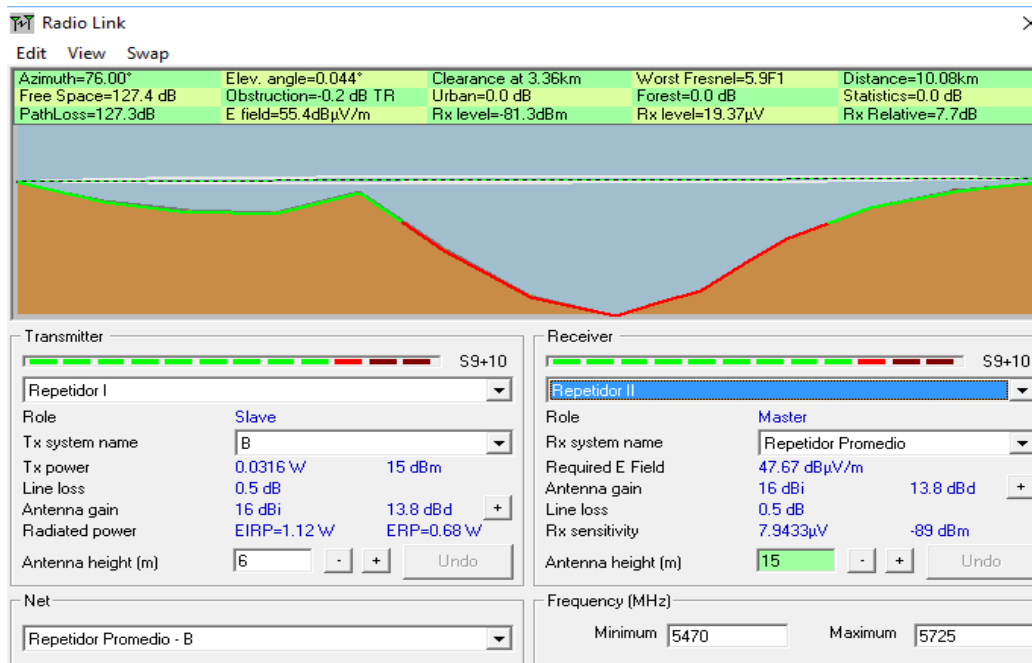 Radio Link
Edit View Swap
Azimuth=76.00° Elev. angle=0.044° Clearance at 3.36km Worst Fresnel=5.9F1 Distance=10.08km
Free Space=127.4 dB Obstruction=-0.2 dB TR Urban=0.0 dB Forest=0.0 dB Statistics=0.0 dB
PathLoss=127.3dB E field=55.4dBµV/m Rx level=-81.3dBm Rx level=19.37µV Rx Relative=7.7dB
Transmitter
S9+10
Repetidor I
Role Slave
Tx system name B
Tx power 0.0316 W 15 dBm
Line loss 0.5 dB
Antenna gain 16 dBi 13.8 dBd +
Radiated power EIRP=1.12 W ERP=0.68 W
Antenna height (m) 6 - + Undo
Net
Repetidor Promedio - B
Receiver
S9+10
Repetidor II
Role Master
Rx system name Repetidor Promedio
Required E Field 47.67 dBµV/m
Antenna gain 16 dBi 13.8 dBd +
Line loss 0.5 dB
Rx sensitivity 7.9433µV -89 dBm
Antenna height (m) 15 - + Undo
Frequency (MHz)
Minimum 5470 Maximum 5725